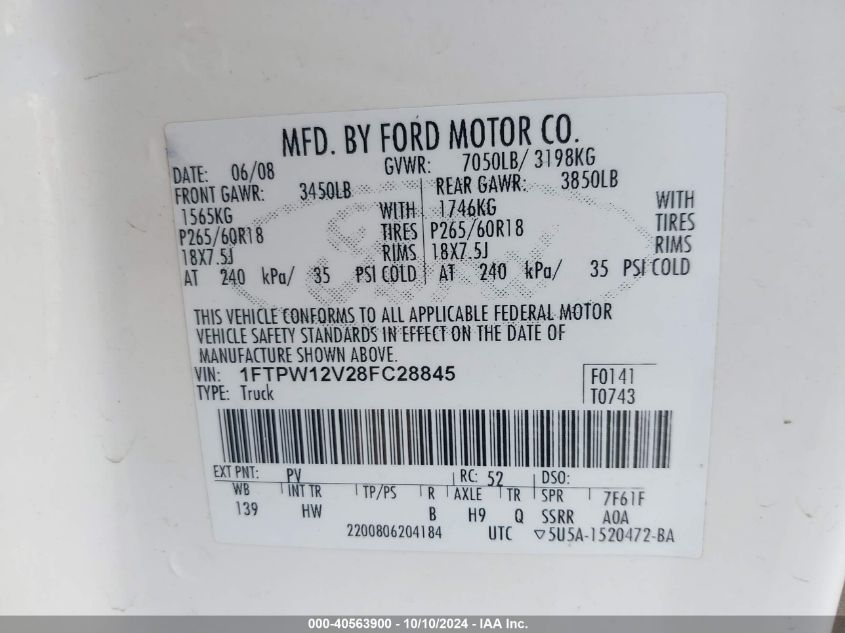 MFD. BY FORD MOTOR CO.
DATE: 06/08 GVWR: 7050LB/ 3198KG
FRONT GAWR: 3450LB REAR GAWR: 3850LB
1565KG WITH 1746KG WITH
P265/60R18 TIRES P265/60R18 TIRES
18X7.5J RIMS 18X7.5J RIMS
AT 240 kPa/ 35 PSI COLD AT 240 kPa/ 35 PSI COLD
THIS VEHICLE CONFORMS TO ALL APPLICABLE FEDERAL MOTOR
VEHICLE SAFETY STANDARDS IN EFFECT ON THE DATE OF
MANUFACTURE SHOWN ABOVE.
VIN: 1FTPW12V28FC28845 F0141
TYPE: Truck T0743
EXT PNT: PV RC: 52 DSO:
WB INT TR TP/PS R AXLE TR SPR 7F61F
139 HW B H9 Q SSRR A0A
2200806204184 UTC ▽5U5A-1520472-BA
000-40563900 - 10/10/2024 - IAA Inc.